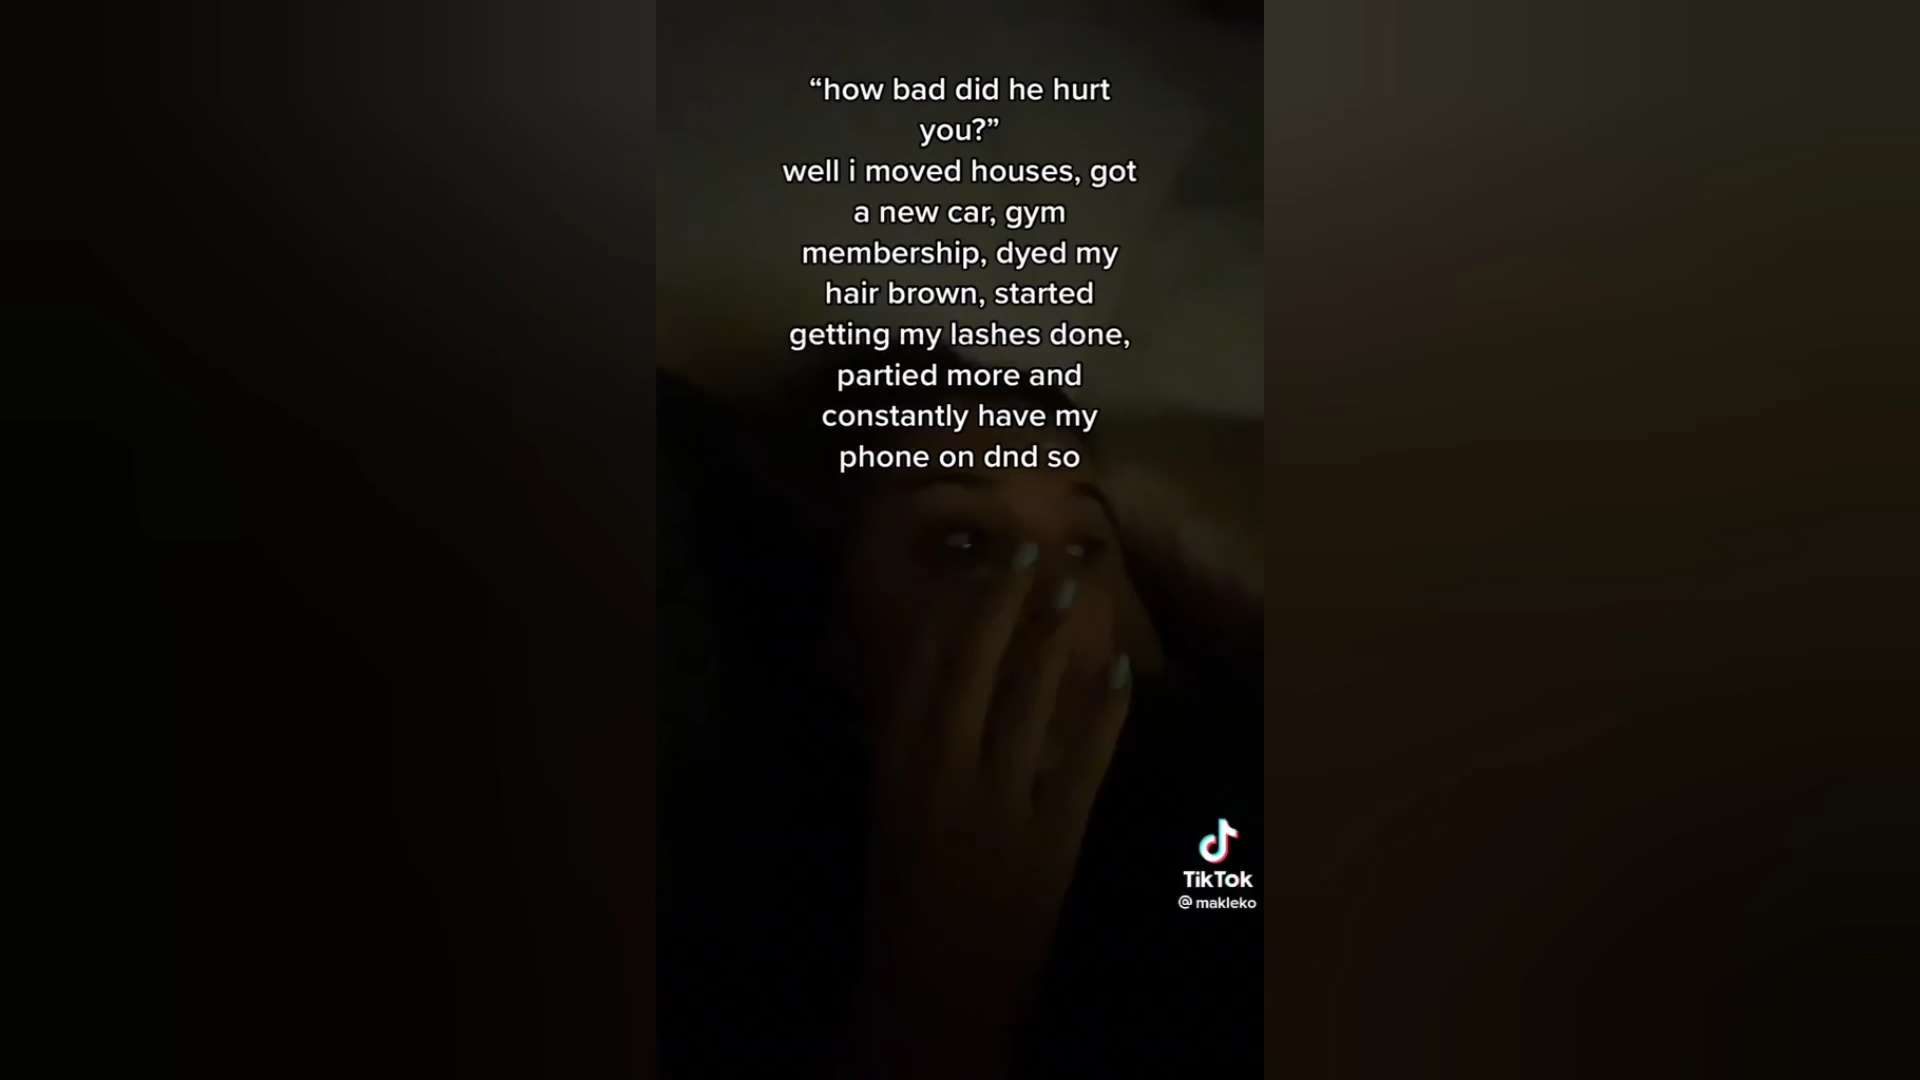 “how bad did he hurt
you?”
well i moved houses, got
a new car, gym
membership, dyed my
hair brown, started
getting my lashes done,
partied more and
constantly have my
phone on dnd so
TikTok
@makleko